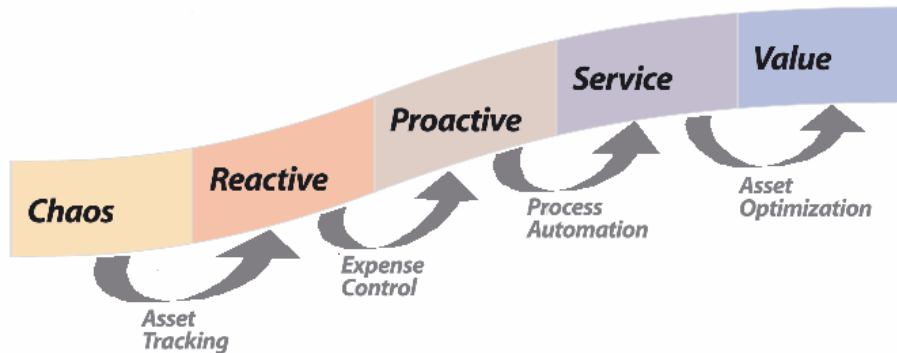 Chaos
Reactive
Proactive
Service
Value
Asset
Tracking
Expense
Control
Process
Automation
Asset
Optimization